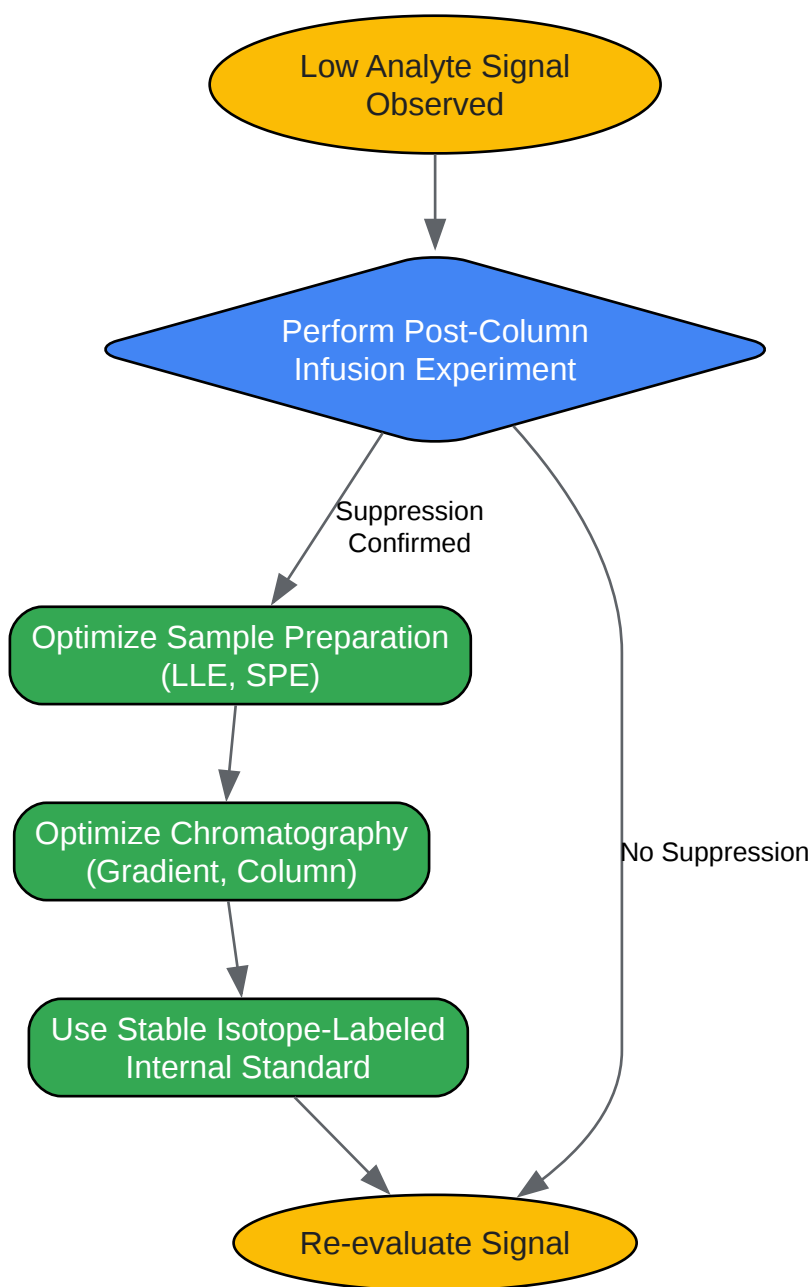 Low Analyte Signal
Observed
Perform Post-Column
Infusion Experiment
Suppression
Confirmed
Optimize Sample Preparation
(LLE, SPE)
Optimize Chromatography
(Gradient, Column)
No Suppression
Use Stable Isotope-Labeled
Internal Standard
Re-evaluate Signal